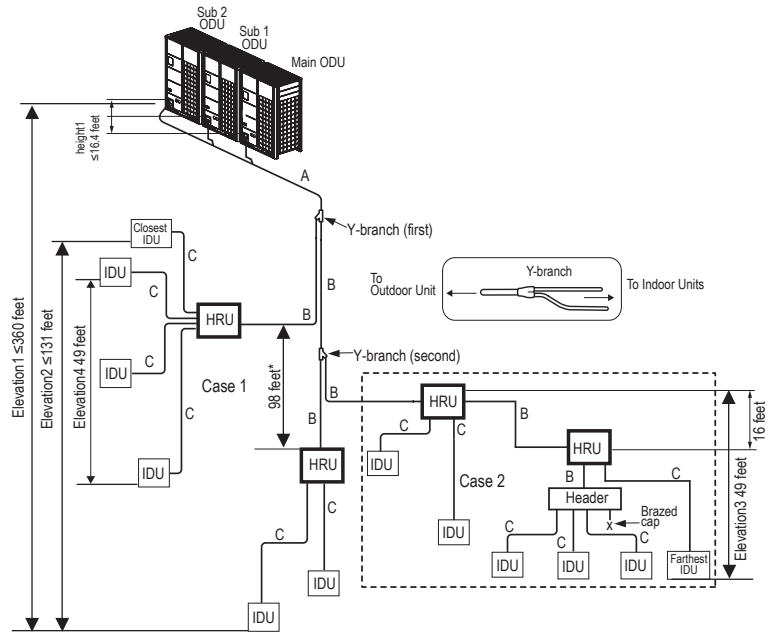 Sub 2
ODU
Sub 1
ODU
Main ODU
height1
≤16.4 feet
A
Y-branch (first)
Closest
IDU
C
IDU
C
B
Y-branch
To
Outdoor Unit
To Indoor Units
HRU
B
C
IDU
Case 1
C
IDU
Elevation1 ≤360 feet
Elevation2 ≤131 feet
Elevation4 49 feet
98 feet*
Y-branch (second)
B
B
HRU
C
C
IDU
IDU
B
HRU
C
C
IDU
Case 2
IDU
B
HRU
16 feet
B
C
Header
x
Brazed
cap
C
C
C
IDU
IDU
IDU
Farthest
IDU
Elevation3 49 feet